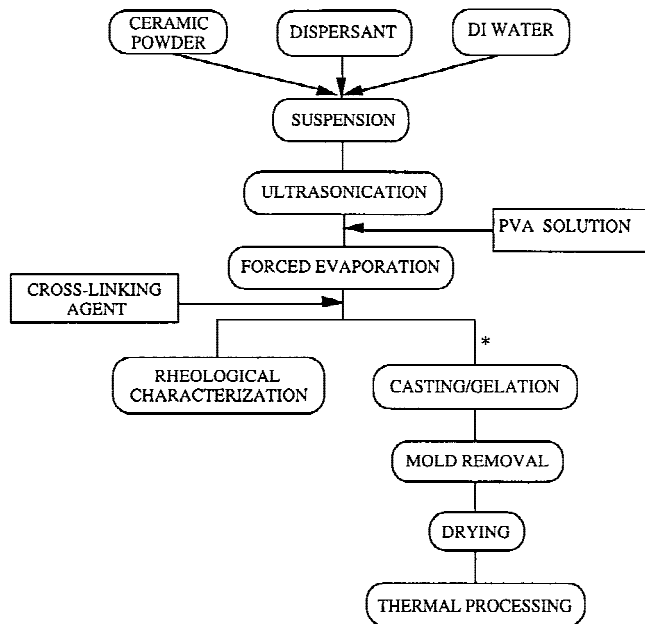 CERAMIC
POWDER
DISPERSANT
DI WATER
SUSPENSION
ULTRASONICATION
PVA SOLUTION
FORCED EVAPORATION
CROSS-LINKING
AGENT
*
RHEOLOGICAL
CHARACTERIZATION
CASTING/GELATION
MOLD REMOVAL
DRYING
THERMAL PROCESSING